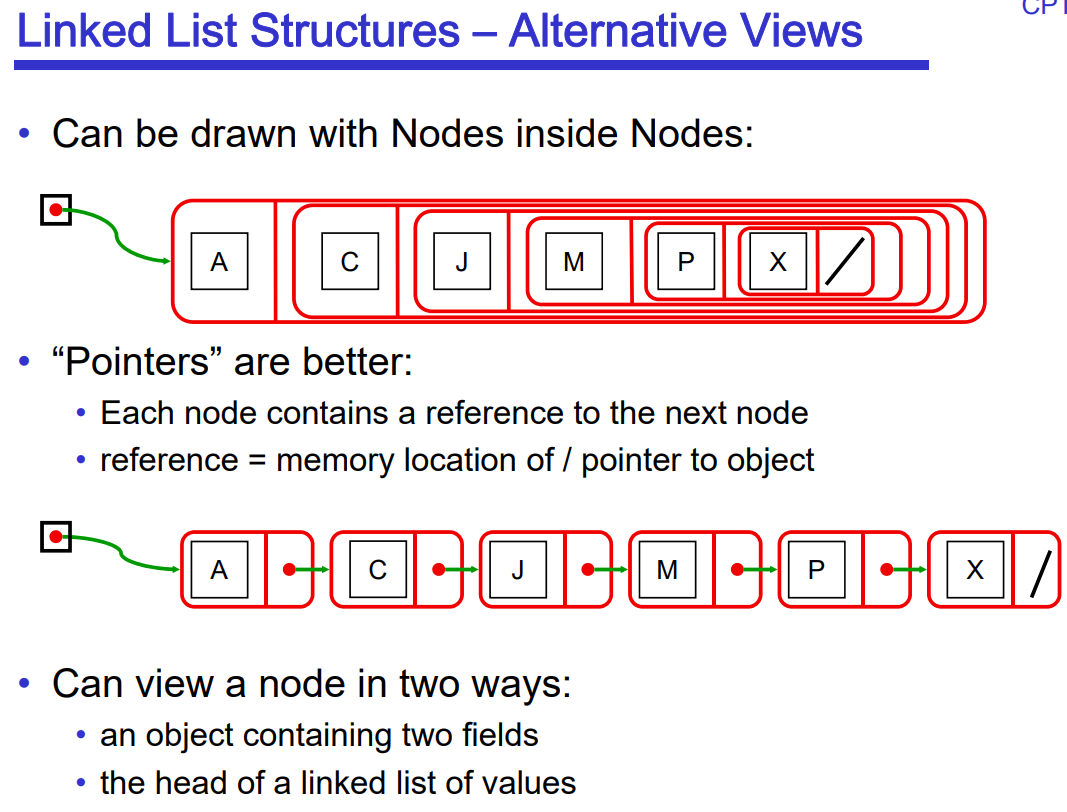 CPT
Linked List Structures – Alternative Views
• Can be drawn with Nodes inside Nodes:
A C J M P X /
• “Pointers” are better:
• Each node contains a reference to the next node
• reference = memory location of / pointer to object
A C J M P X /
• Can view a node in two ways:
• an object containing two fields
• the head of a linked list of values